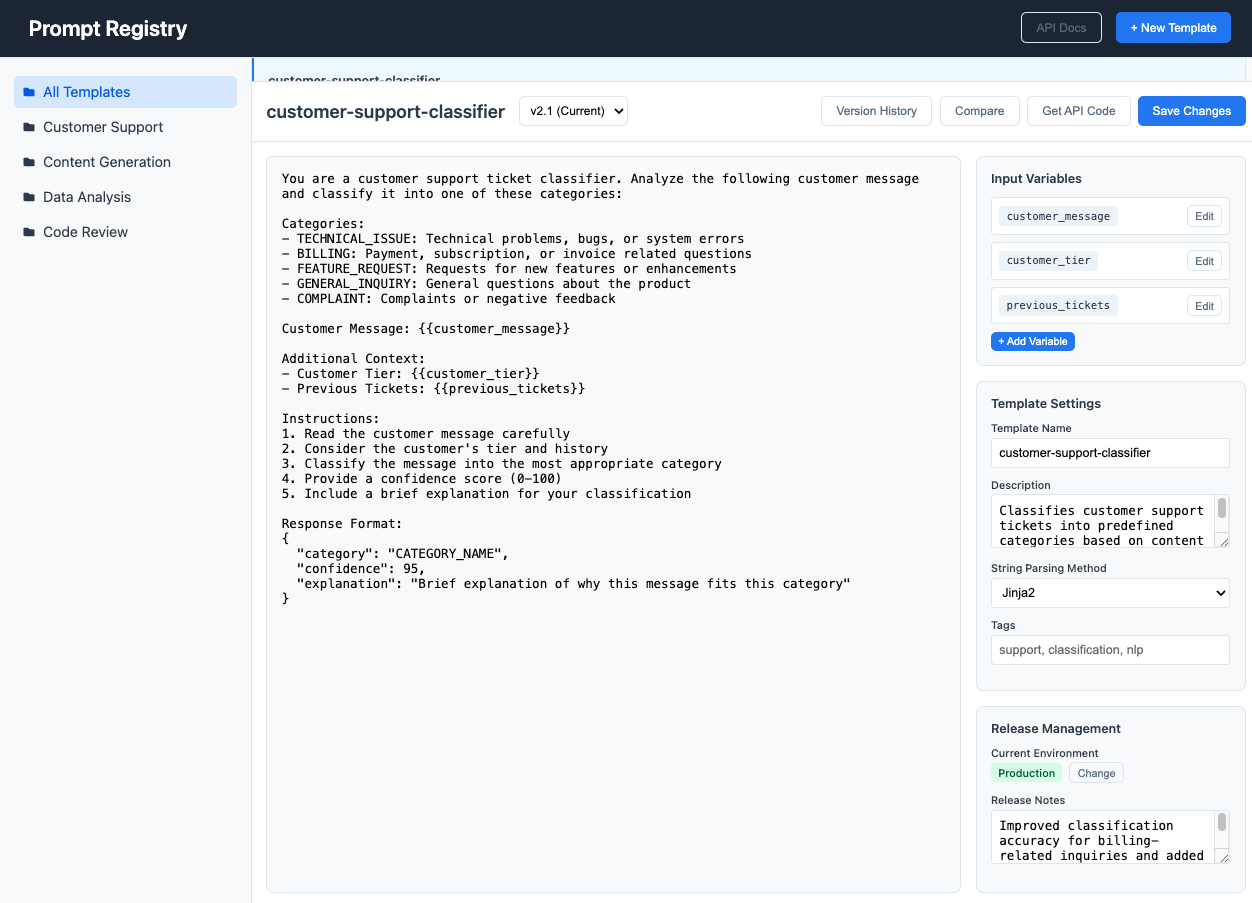 Prompt Registry
API Docs
+ New Template
All Templates
Customer Support
Content Generation
Data Analysis
Code Review
customer-support-classifier
customer-support-classifier
v2.1 (Current)
Version History
Compare
Get API Code
Save Changes
You are a customer support ticket classifier. Analyze the following customer message
and classify it into one of these categories:
Categories:
- TECHNICAL_ISSUE: Technical problems, bugs, or system errors
- BILLING: Payment, subscription, or invoice related questions
- FEATURE_REQUEST: Requests for new features or enhancements
- GENERAL_INQUIRY: General questions about the product
- COMPLAINT: Complaints or negative feedback
Customer Message: {{customer_message}}
Additional Context:
- Customer Tier: {{customer_tier}}
- Previous Tickets: {{previous_tickets}}
Instructions:
1. Read the customer message carefully
2. Consider the customer's tier and history
3. Classify the message into the most appropriate category
4. Provide a confidence score (0-100)
5. Include a brief explanation for your classification
Response Format:
{
  "category": "CATEGORY_NAME",
  "confidence": 95,
  "explanation": "Brief explanation of why this message fits this category"
}
Input Variables
customer_message
Edit
customer_tier
Edit
previous_tickets
Edit
+ Add Variable
Template Settings
Template Name
customer-support-classifier
Description
Classifies customer support
tickets into predefined
categories based on content
String Parsing Method
Jinja2
Tags
support, classification, nlp
Release Management
Current Environment
Production
Change
Release Notes
Improved classification
accuracy for billing-
related inquiries and added